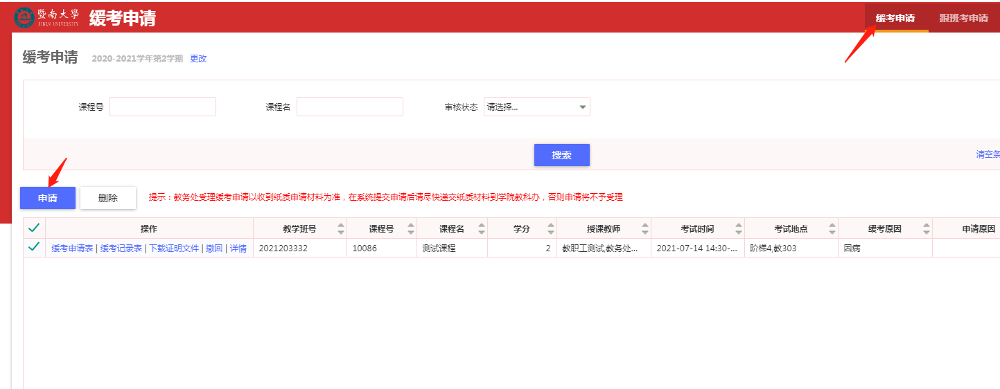 暨南大學
JINAN UNIVERSITY
缓考申请
缓考申请 跟班考申请
缓考申请 2020-2021学年第2学期 更改
课程号 课程名 审核状态 请选择...
搜索
清空条
申请 删除 提示：教务处受理缓考申请以收到纸质申请材料为准，在系统提交申请后请尽快递交纸质材料到学院教科办，否则申请将不予受理
操作 教学班号 课程号 课程名 学分 授课教师 考试时间 考试地点 缓考原因 申请原因
缓考申请表 | 缓考记录表 | 下载证明文件 | 撤回 | 详情 2021203332 10086 测试课程 2 教职工测试,教务处... 2021-07-14 14:30-... 阶梯4,教303 因病